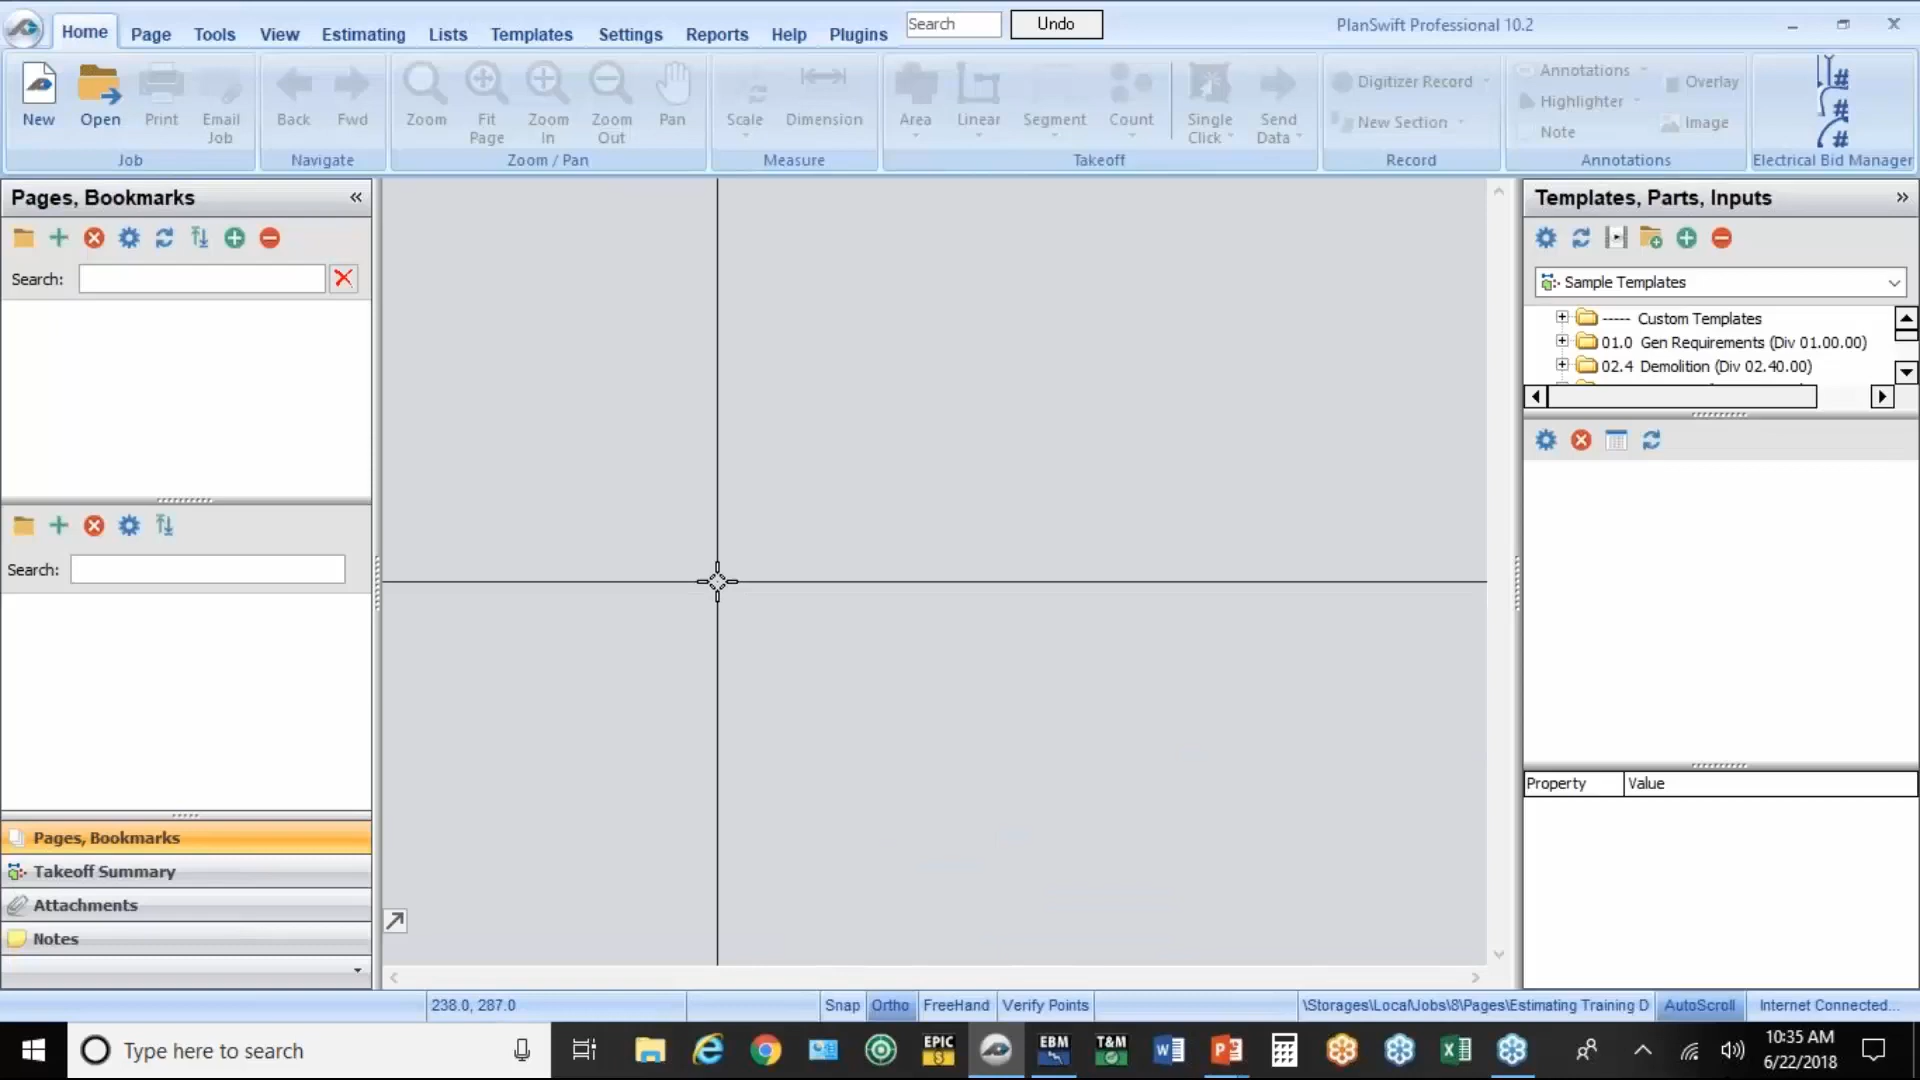 Home
Page
Tools
View
Estimating
Lists
Templates
Settings
Reports
Help
Plugins
Search
Undo
PlanSwift Professional 10.2
New
Open
Print
Email Job
Job
Back
Fwd
Navigate
Zoom
Fit Page
Zoom In
Zoom Out
Pan
Zoom / Pan
Scale
Dimension
Measure
Area
Linear
Segment
Count
Single Click
Send Data
Takeoff
Digitizer Record
New Section
Record
Annotations
Highlighter
Note
Overlay
Image
Annotations
#
#
#
Electrical Bid Manager
Pages, Bookmarks
Search:
Search:
Pages, Bookmarks
Takeoff Summary
Attachments
Notes
Templates, Parts, Inputs
Sample Templates
----- Custom Templates
01.0 Gen Requirements (Div 01.00.00)
02.4 Demolition (Div 02.40.00)
Property
Value
238.0, 287.0
Snap
Ortho
FreeHand
Verify Points
\Storages\Local\Jobs\8\Pages\Estimating Training D
AutoScroll
Internet Connected...
Type here to search
EPIC
$
EBM
T&M
10:35 AM
6/22/2018